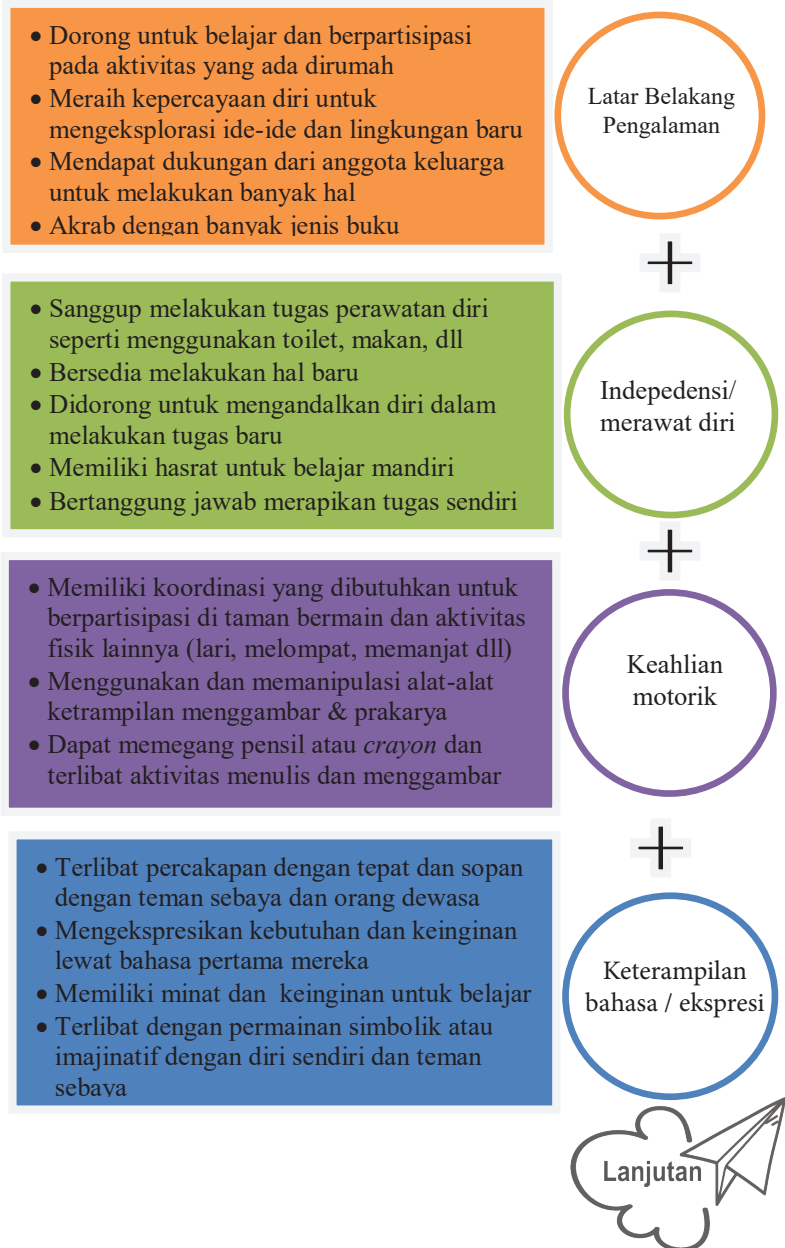 • Dorong untuk belajar dan berpartisipasi
pada aktivitas yang ada dirumah
• Meraih kepercayaan diri untuk
mengeksplorasi ide-ide dan lingkungan baru
• Mendapat dukungan dari anggota keluarga
untuk melakukan banyak hal
• Akrab dengan banyak jenis buku
Latar Belakang
Pengalaman
+
• Sanggup melakukan tugas perawatan diri
seperti menggunakan toilet, makan, dll
• Bersedia melakukan hal baru
• Didorong untuk mengandalkan diri dalam
melakukan tugas baru
• Memiliki hasrat untuk belajar mandiri
• Bertanggung jawab merapikan tugas sendiri
Indepedensi/
merawat diri
+
• Memiliki koordinasi yang dibutuhkan untuk
berpartisipasi di taman bermain dan aktivitas
fisik lainnya (lari, melompat, memanjat dll)
• Menggunakan dan memanipulasi alat-alat
ketrampilan menggambar & prakarya
• Dapat memegang pensil atau crayon dan
terlibat aktivitas menulis dan menggambar
Keahlian
motorik
+
• Terlibat percakapan dengan tepat dan sopan
dengan teman sebaya dan orang dewasa
• Mengekspresikan kebutuhan dan keinginan
lewat bahasa pertama mereka
• Memiliki minat dan keinginan untuk belajar
• Terlibat dengan permainan simbolik atau
imajinatif dengan diri sendiri dan teman
sebaya
Keterampilan
bahasa / ekspresi
Lanjutan